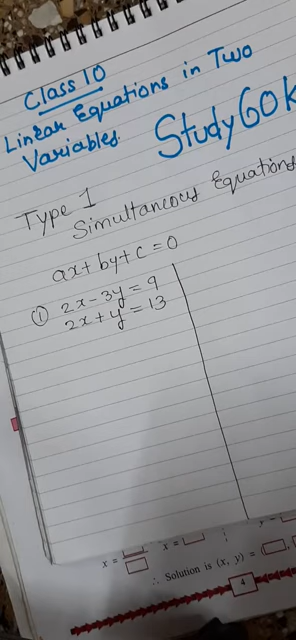 Class 10
Linear Equations in Two
Variables.
StudyGOK
Type 1
Simultaneous Equations
ax + by + c = 0
① 2x - 3y = 9
2x + y = 13
x =
x =
∴ Solution is (x, y) = (
4